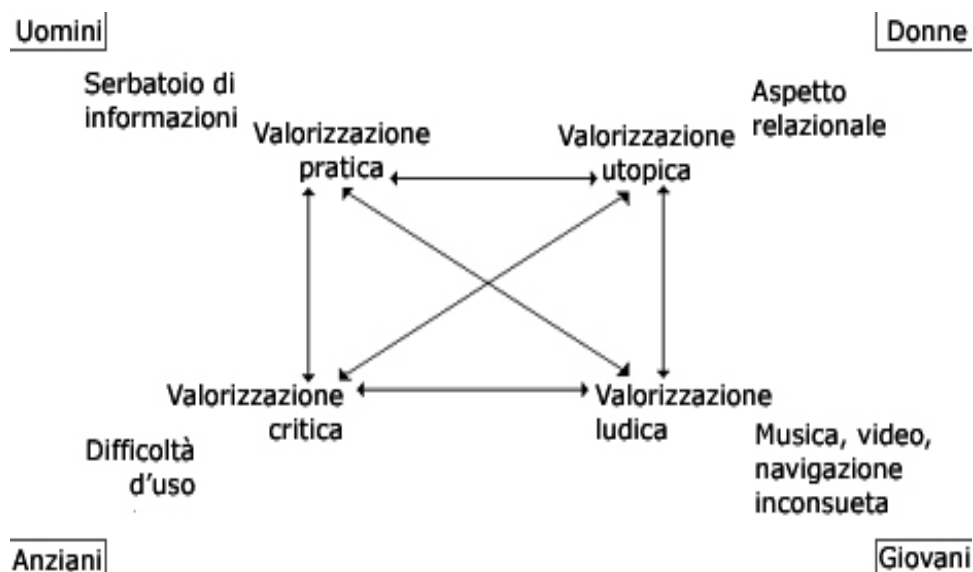 Uomini
Donne
Serbatoio di
informazioni
Aspetto
relazionale
Valorizzazione
pratica
Valorizzazione
utopica
Valorizzazione
critica
Valorizzazione
ludica
Difficoltà
d'uso
Musica, video,
navigazione
inconsueta
Anziani
Giovani